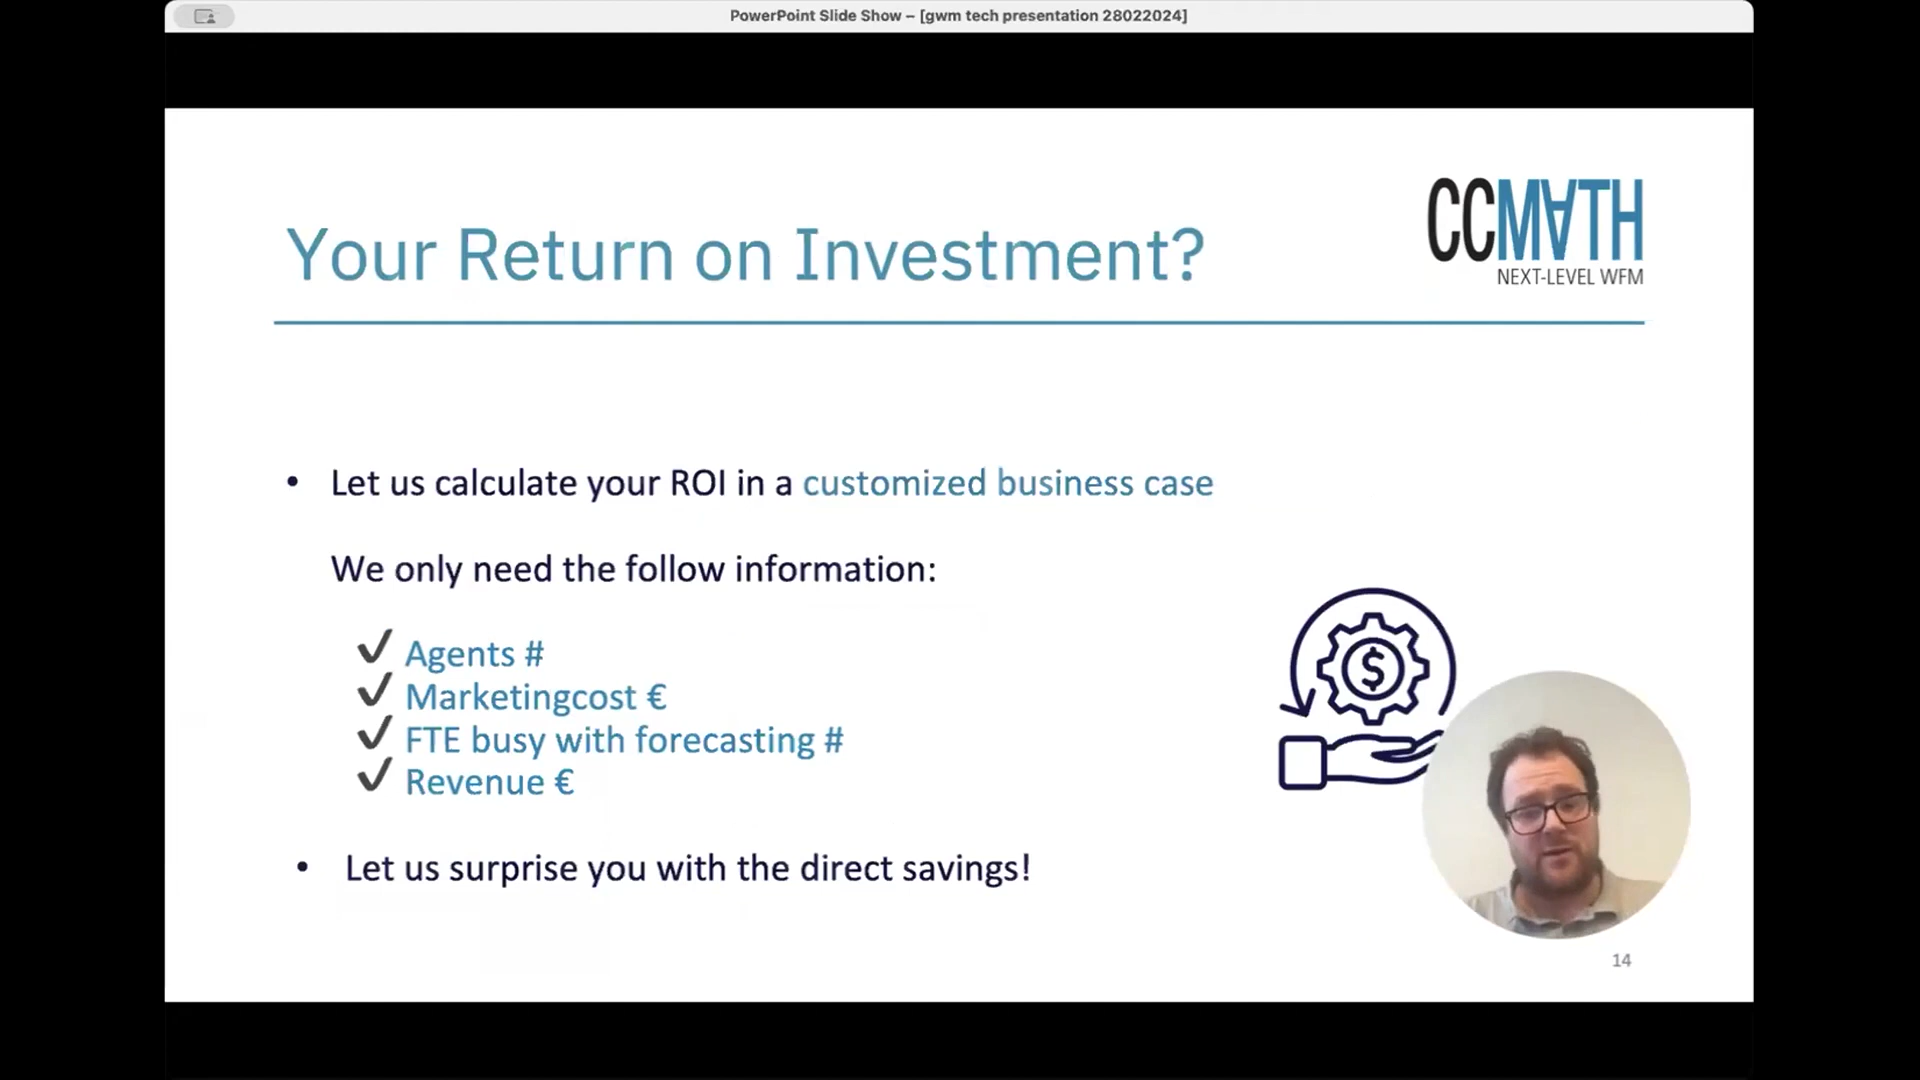 PowerPoint Slide Show – [gwm tech presentation 28022024]
CCMATH
NEXT-LEVEL WFM
Your Return on Investment?
• Let us calculate your ROI in a customized business case
We only need the follow information:
✓ Agents #
✓ Marketingcost €
✓ FTE busy with forecasting #
✓ Revenue €
$
• Let us surprise you with the direct savings!
14